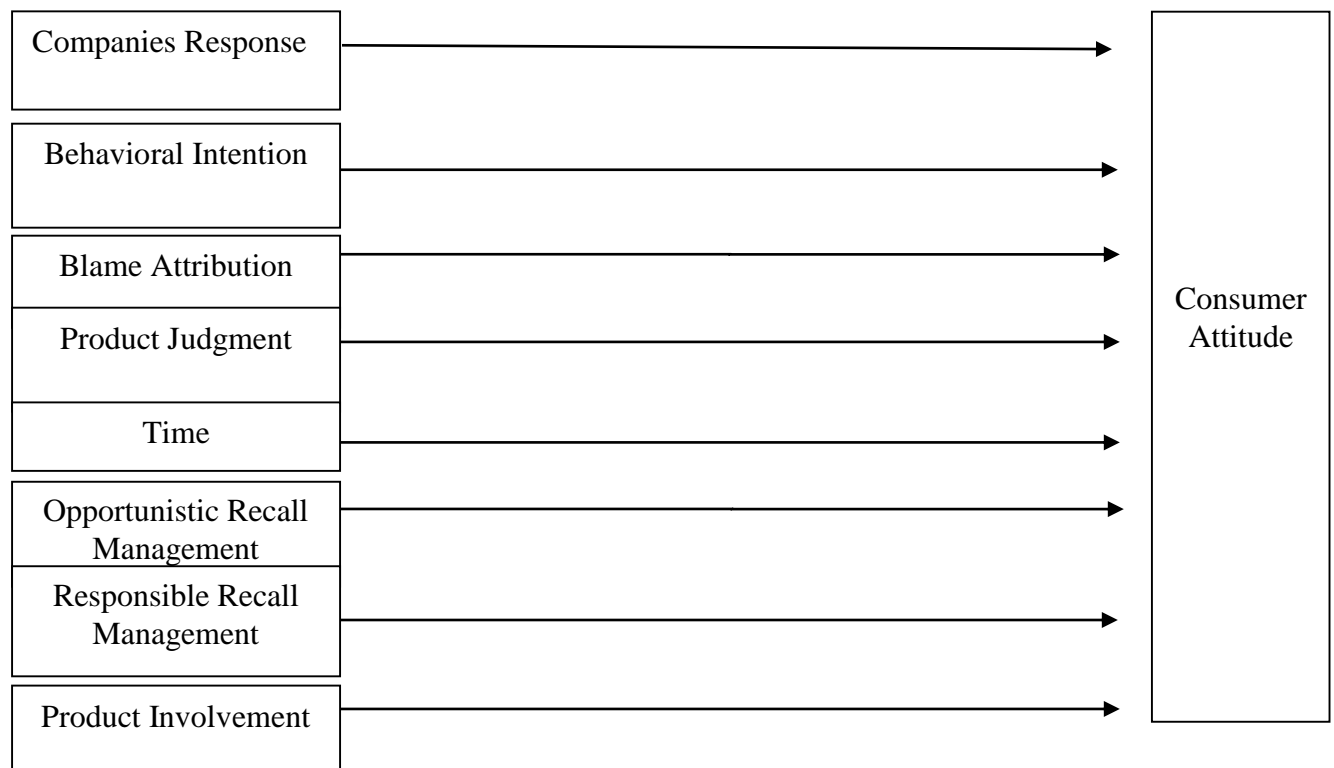 Companies Response
Behavioral Intention
Blame Attribution
Product Judgment
Time
Opportunistic Recall
Management
Responsible Recall
Management
Product Involvement
Consumer
Attitude